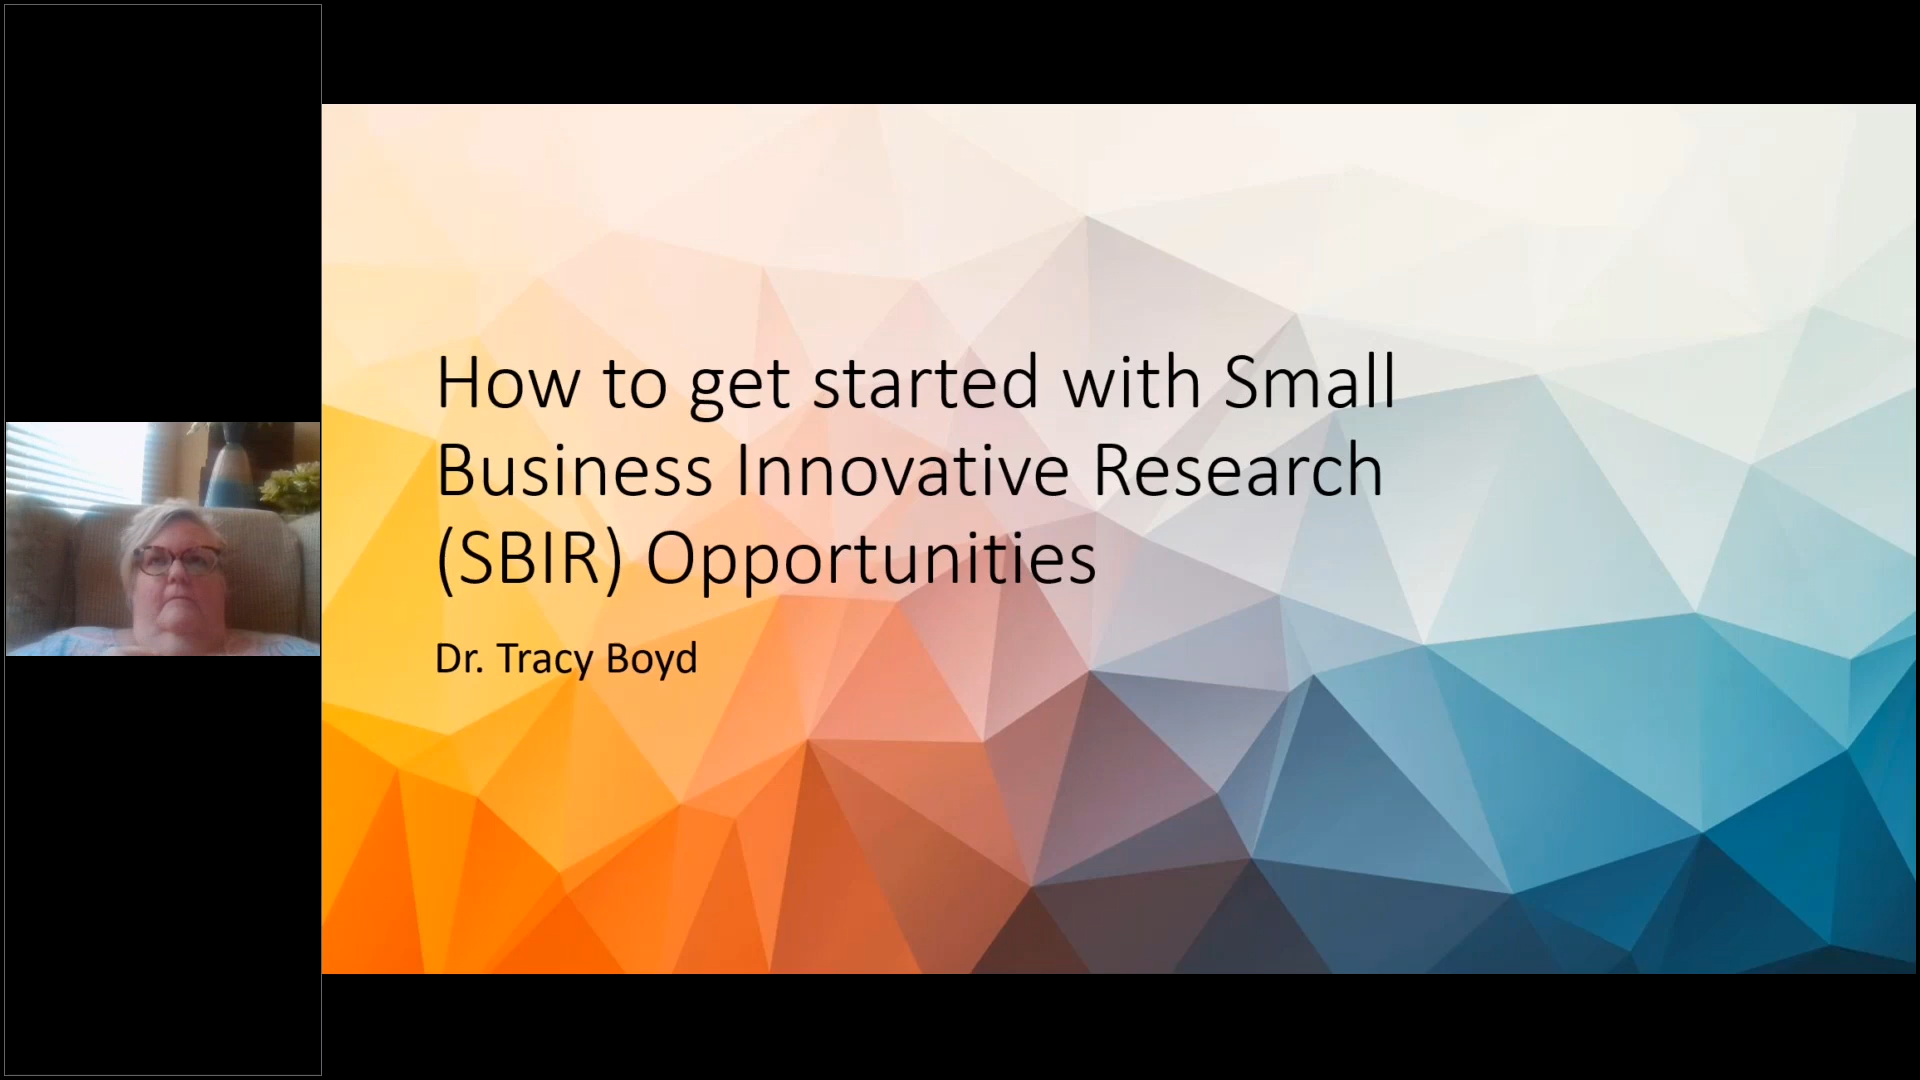 How to get started with Small
Business Innovative Research
(SBIR) Opportunities
Dr. Tracy Boyd